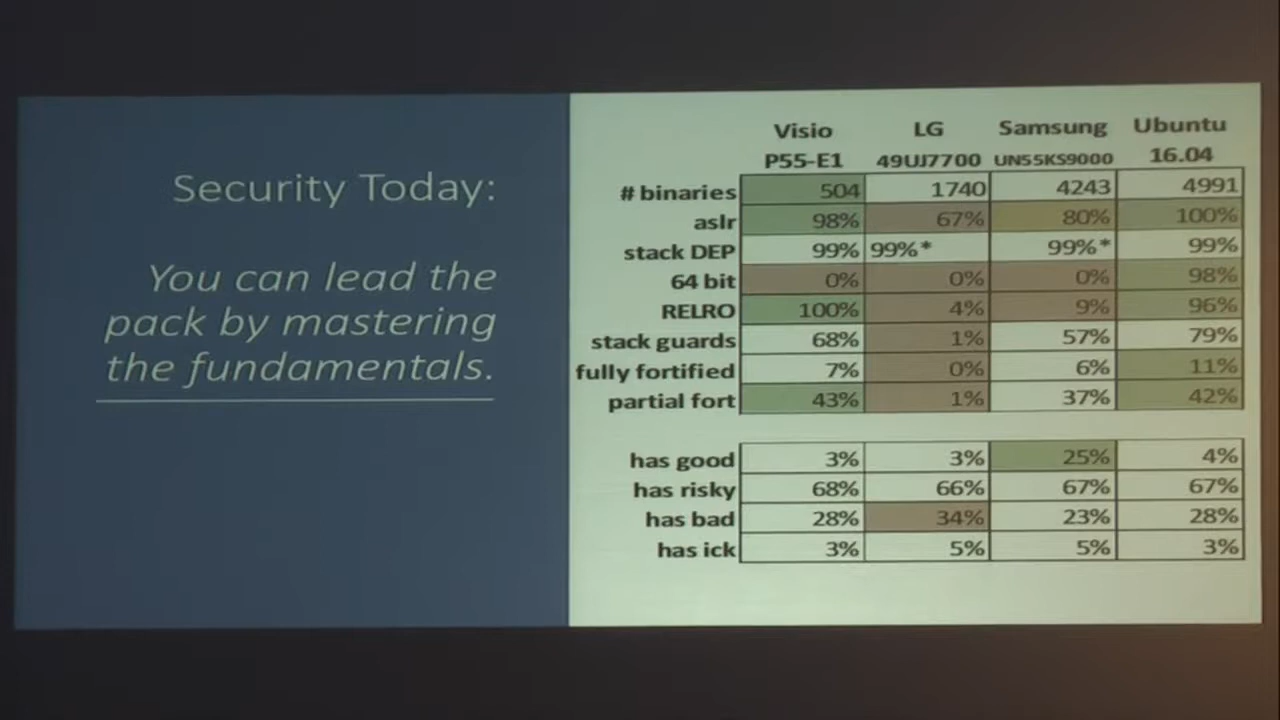 Security Today:
You can lead the
pack by mastering
the fundamentals.
Visio LG Samsung Ubuntu
P55-E1 49UJ7700 UN55KS9000 16.04
# binaries 504 1740 4243 4991
aslr 98% 67% 80% 100%
stack DEP 99% 99%* 99%* 99%
64 bit 0% 0% 0% 98%
RELRO 100% 4% 9% 96%
stack guards 68% 1% 57% 79%
fully fortified 7% 0% 6% 11%
partial fort 43% 1% 37% 42%
has good 3% 3% 25% 4%
has risky 68% 66% 67% 67%
has bad 28% 34% 23% 28%
has ick 3% 5% 5% 3%